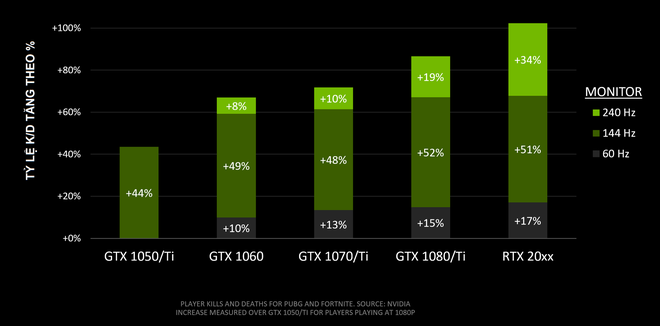 TỶ LỆ K/D TĂNG THEO %
+100%
+80%
+60%
+40%
+20%
+0%
+44%
+8%
+49%
+10%
+10%
+48%
+13%
+19%
+52%
+15%
+34%
+51%
+17%
GTX 1050/Ti
GTX 1060
GTX 1070/Ti
GTX 1080/Ti
RTX 20xx
MONITOR
240 Hz
144 Hz
60 Hz
PLAYER KILLS AND DEATHS FOR PUBG AND FORTNITE. SOURCE: NVIDIA
INCREASE MEASURED OVER GTX 1050/TI FOR PLAYERS PLAYING AT 1080P